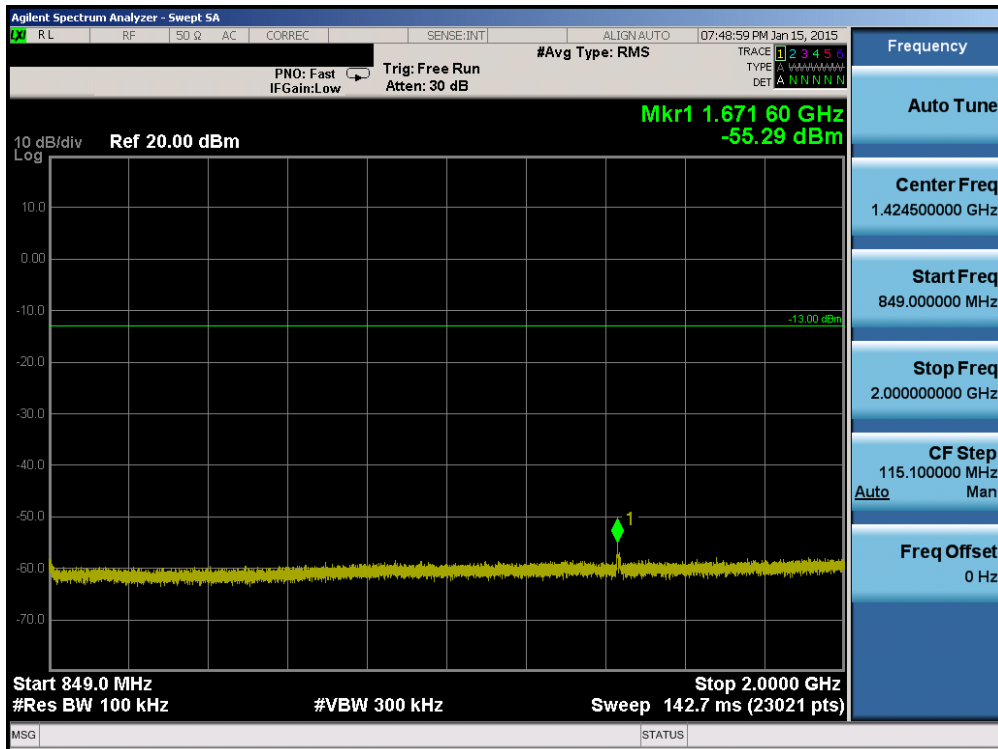 Agilent Spectrum Analyzer - Swept SA
LXI RL RF 50 Ω AC CORREC SENSE:INT ALIGN AUTO 07:48:59 PM Jan 15, 2015
PNO: Fast Trig: Free Run #Avg Type: RMS TRACE 1 2 3 4 5 6
IFGain:Low Atten: 30 dB TYPE A WWWWW
DET A N N N N N
Mkr1 1.671 60 GHz
-55.29 dBm
10 dB/div Ref 20.00 dBm
Log
10.0
0.00
-10.0
-13.00 dBm
-20.0
-30.0
-40.0
-50.0
1
-60.0
-70.0
Start 849.0 MHz Stop 2.0000 GHz
#Res BW 100 kHz #VBW 300 kHz Sweep 142.7 ms (23021 pts)
MSG STATUS
Frequency
Auto Tune
Center Freq
1.424500000 GHz
Start Freq
849.000000 MHz
Stop Freq
2.000000000 GHz
CF Step
115.100000 MHz
Auto Man
Freq Offset
0 Hz